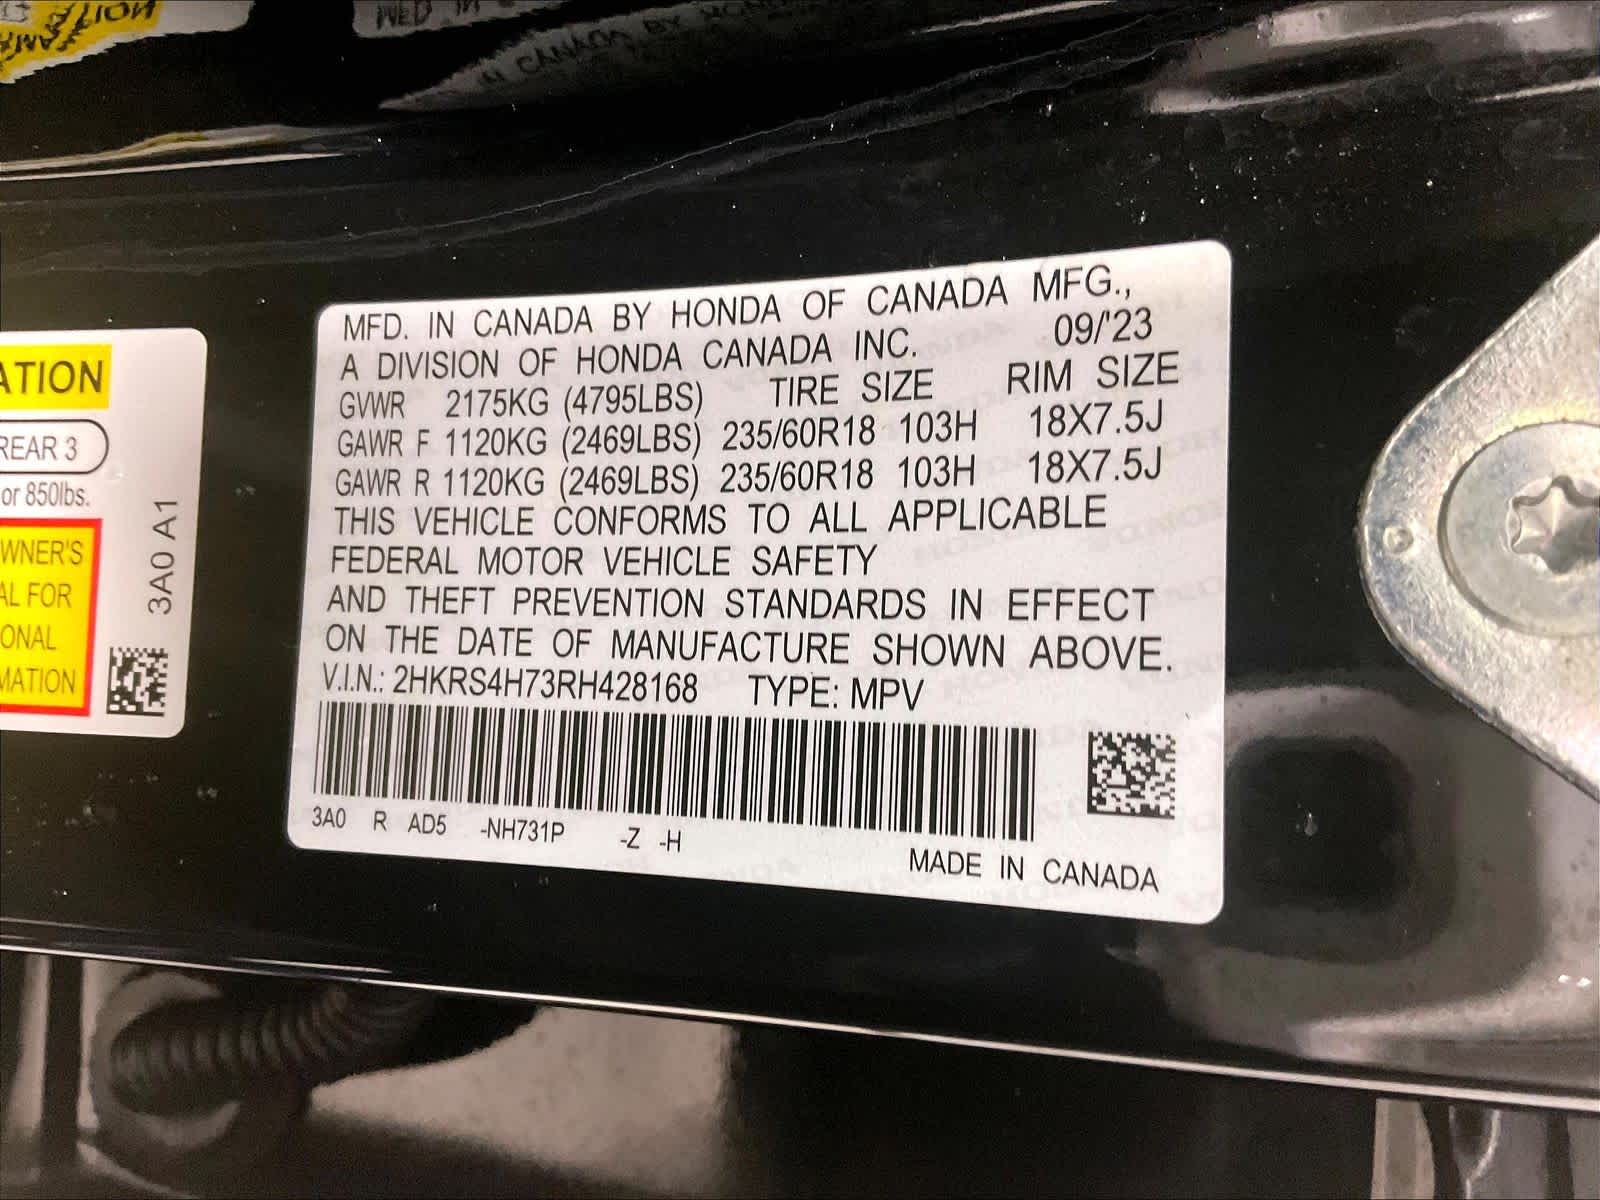 ATION
REAR 3
or 850lbs.
WNER'S
AL FOR
ONAL
MATION
3A0 A1
MFD. IN CANADA BY HONDA OF CANADA MFG.,
A DIVISION OF HONDA CANADA INC. 09/'23
GVWR 2175KG (4795LBS) TIRE SIZE RIM SIZE
GAWR F 1120KG (2469LBS) 235/60R18 103H 18X7.5J
GAWR R 1120KG (2469LBS) 235/60R18 103H 18X7.5J
THIS VEHICLE CONFORMS TO ALL APPLICABLE
FEDERAL MOTOR VEHICLE SAFETY
AND THEFT PREVENTION STANDARDS IN EFFECT
ON THE DATE OF MANUFACTURE SHOWN ABOVE.
V.I.N.: 2HKRS4H73RH428168 TYPE: MPV
3A0 R AD5 -NH731P -Z -H
MADE IN CANADA